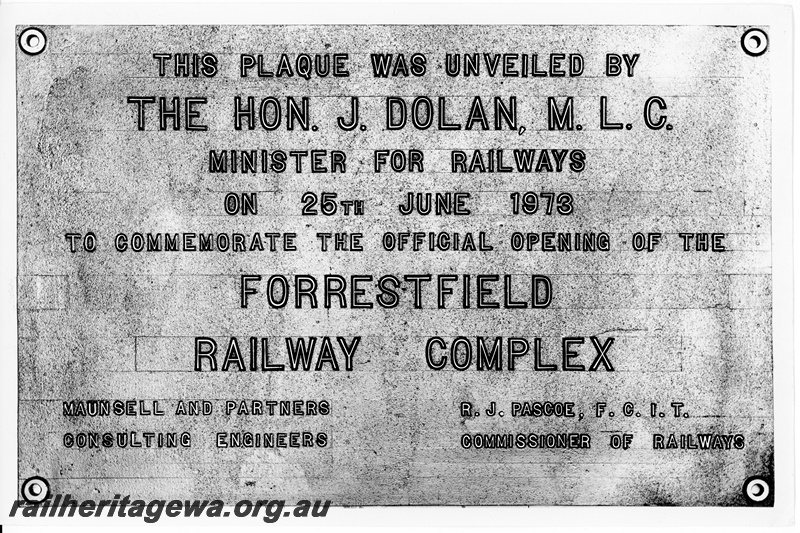 THIS PLAQUE WAS UNVEILED BY
THE HON. J. DOLAN, M. L. C.
MINISTER FOR RAILWAYS
ON 25TH JUNE 1973
TO COMMEMORATE THE OFFICIAL OPENING OF THE
FORRESTFIELD
RAILWAY COMPLEX
MAUNSELL AND PARTNERS
CONSULTING ENGINEERS
R. J. PASCOE, F. C. I. T.
COMMISSIONER OF RAILWAYS
railheritagewa.org.au